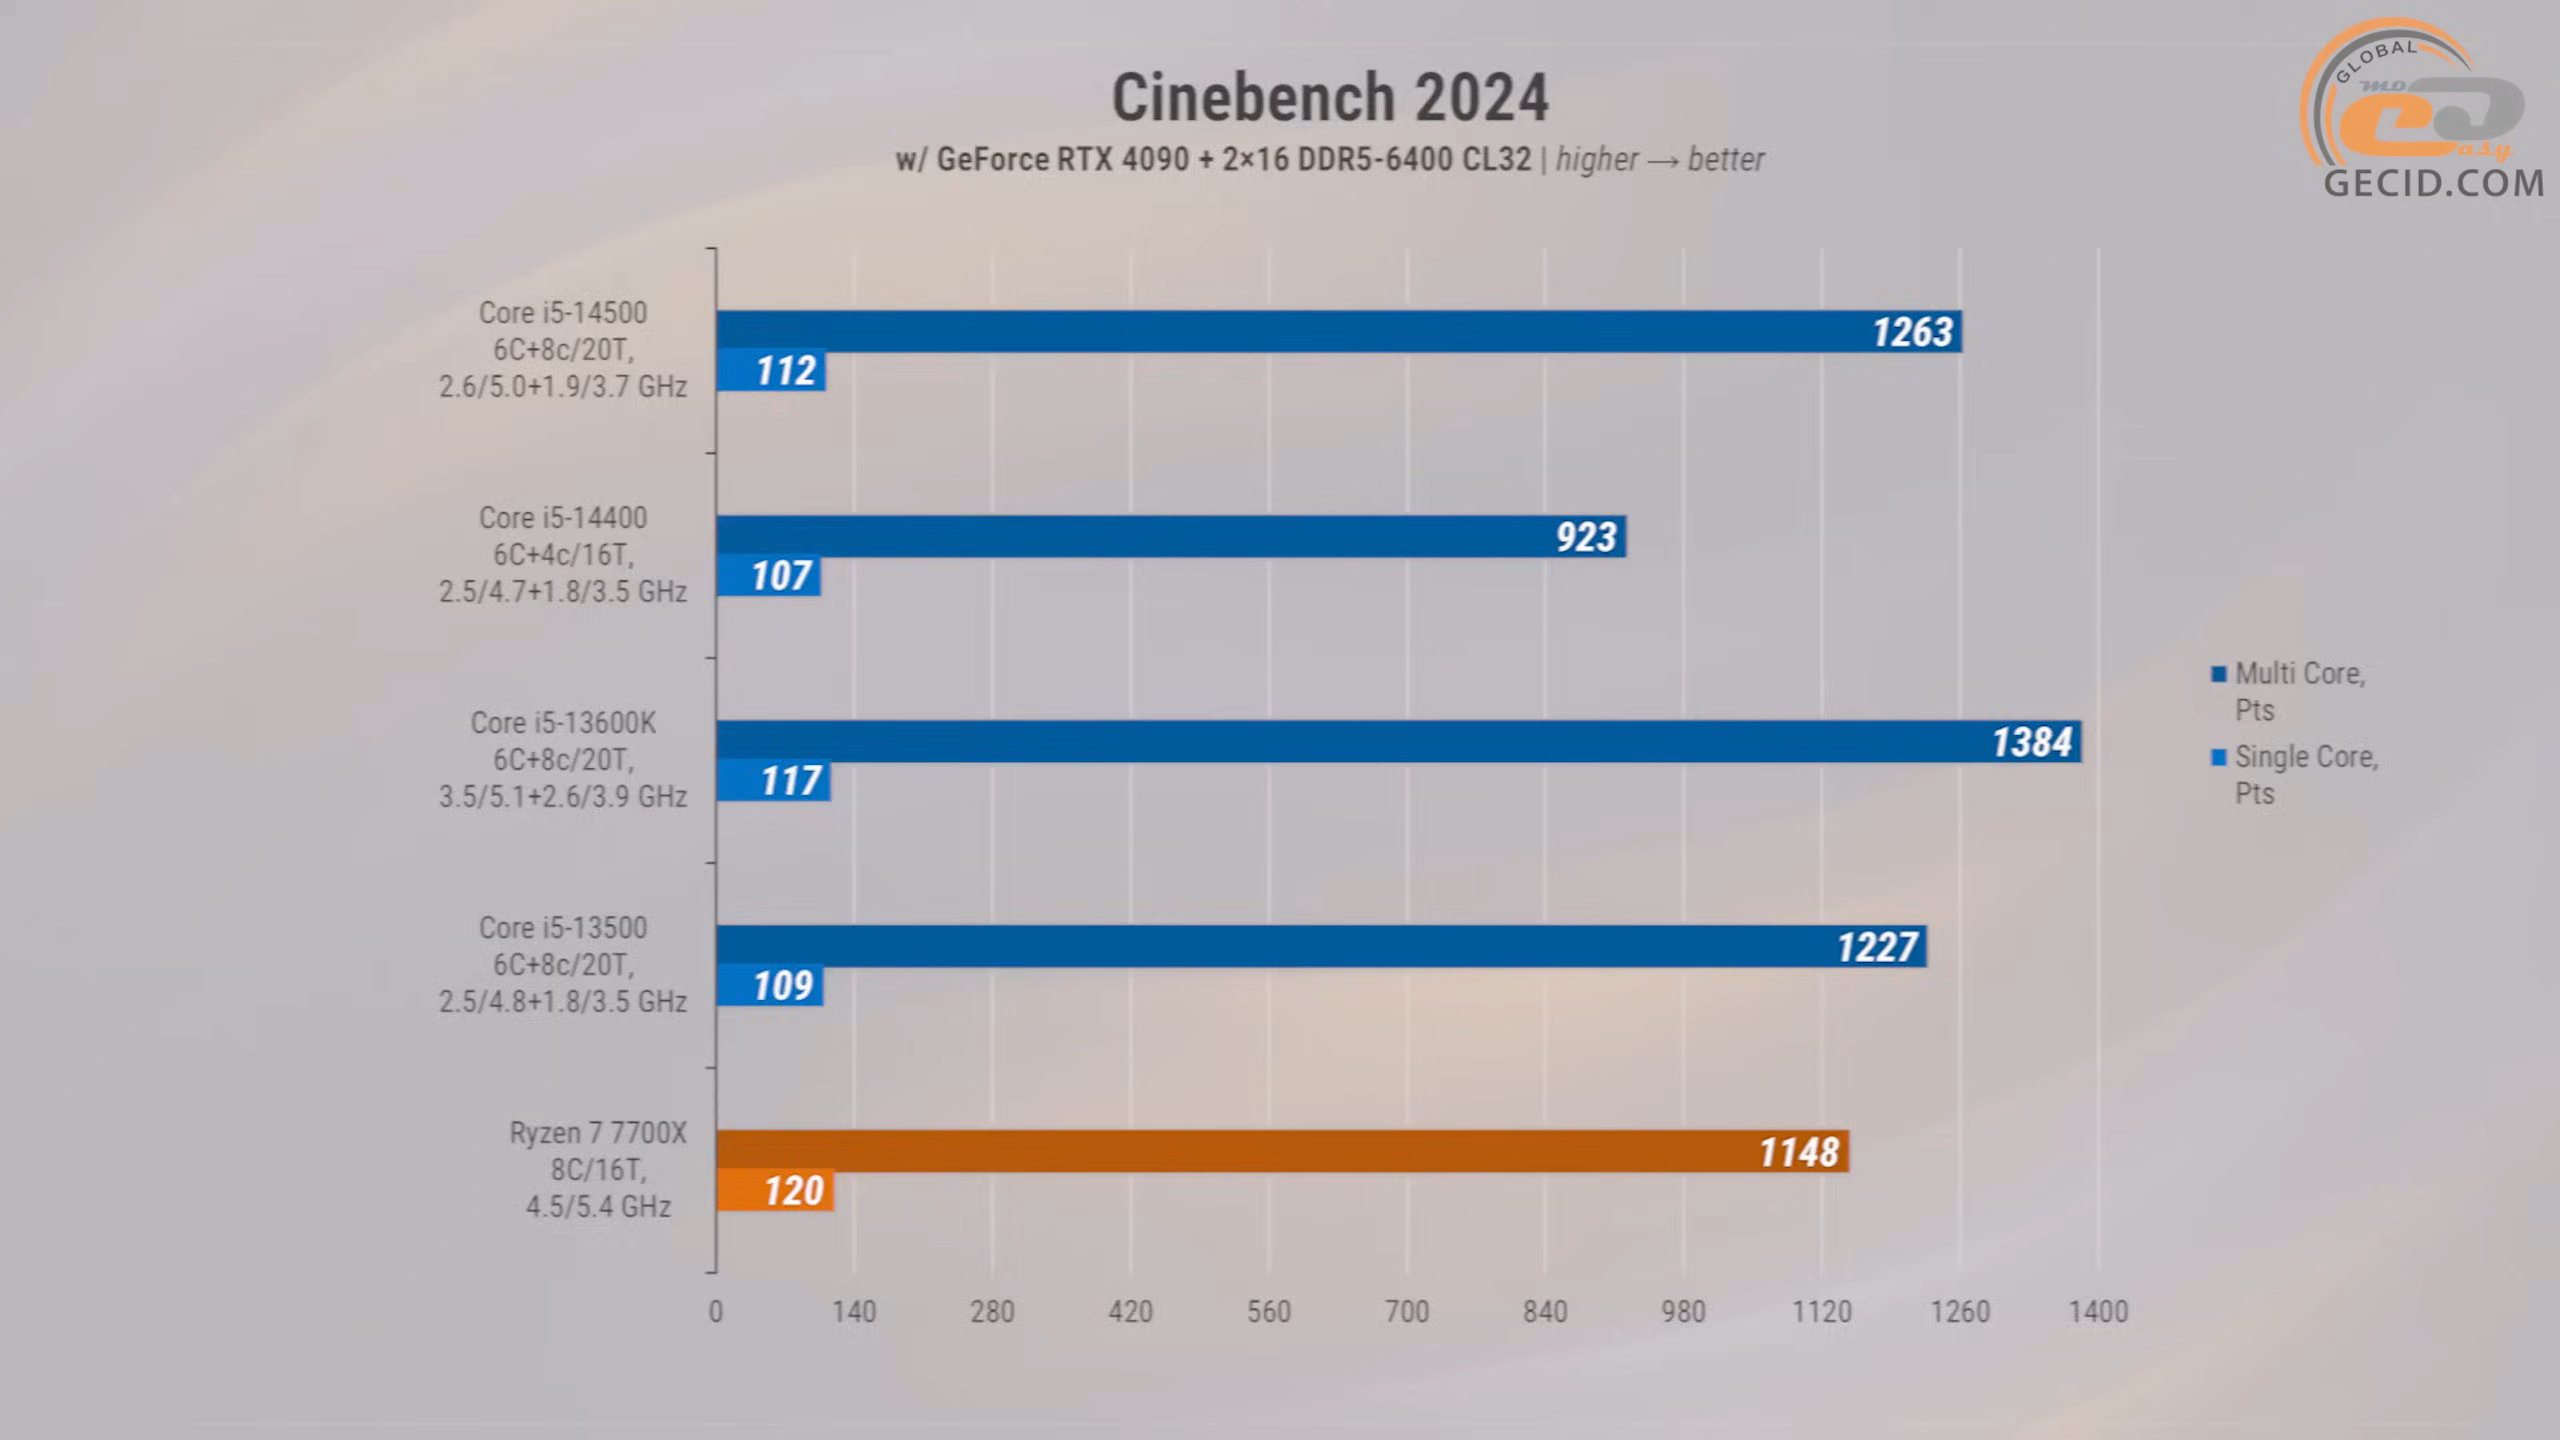 GLOBAL
GECID.COM
Cinebench 2024
w/ GeForce RTX 4090 + 2×16 DDR5-6400 CL32 | higher → better
Core i5-14500
6C+8c/20T,
2.6/5.0+1.9/3.7 GHz
1263
112
Core i5-14400
6C+4c/16T,
2.5/4.7+1.8/3.5 GHz
923
107
Core i5-13600K
6C+8c/20T,
3.5/5.1+2.6/3.9 GHz
1384
117
Core i5-13500
6C+8c/20T,
2.5/4.8+1.8/3.5 GHz
1227
109
Ryzen 7 7700X
8C/16T,
4.5/5.4 GHz
1148
120
Multi Core,
Pts
Single Core,
Pts
0 140 280 420 560 700 840 980 1120 1260 1400